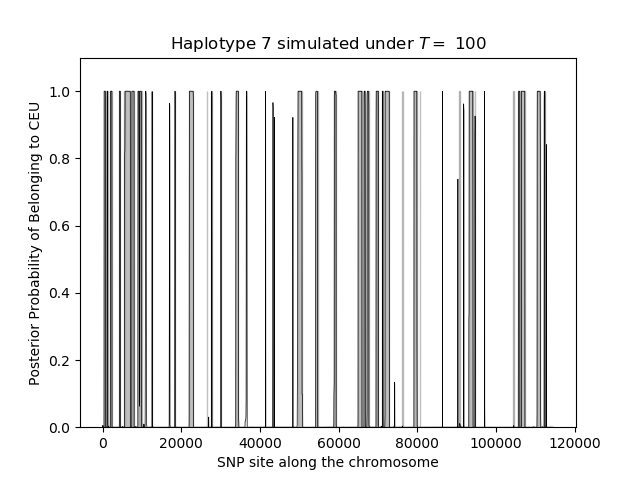 Haplotype 7 simulated under T = 100
Posterior Probability of Belonging to CEU
1.0
0.8
0.6
0.4
0.2
0.0
0 20000 40000 60000 80000 100000 120000
SNP site along the chromosome